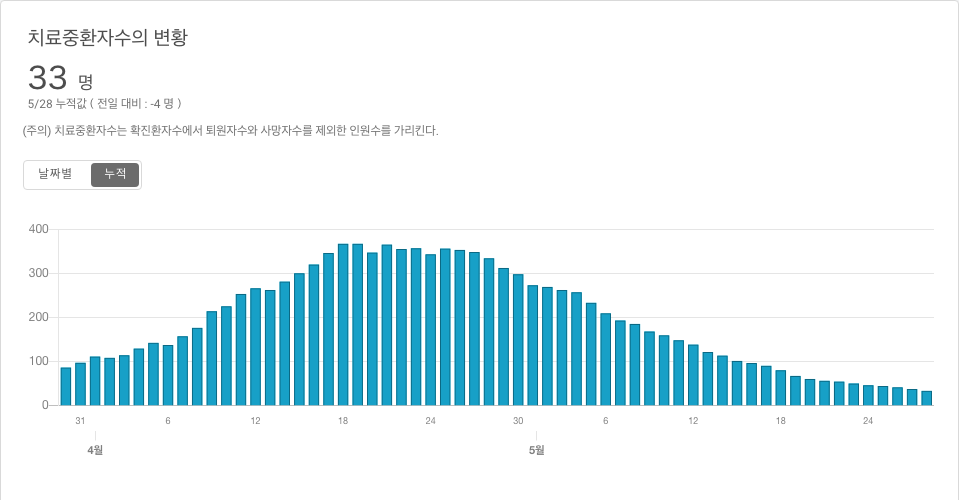 치료중환자수의 변황
33 명
5/28 누적값 ( 전일 대비 : -4 명 )
(주의) 치료중환자수는 확진환자수에서 퇴원자수와 사망자수를 제외한 인원수를 가리킨다.
날짜별 누적
400
300
200
100
0
31 6 12 18 24 30 6 12 18 24
4월 5월